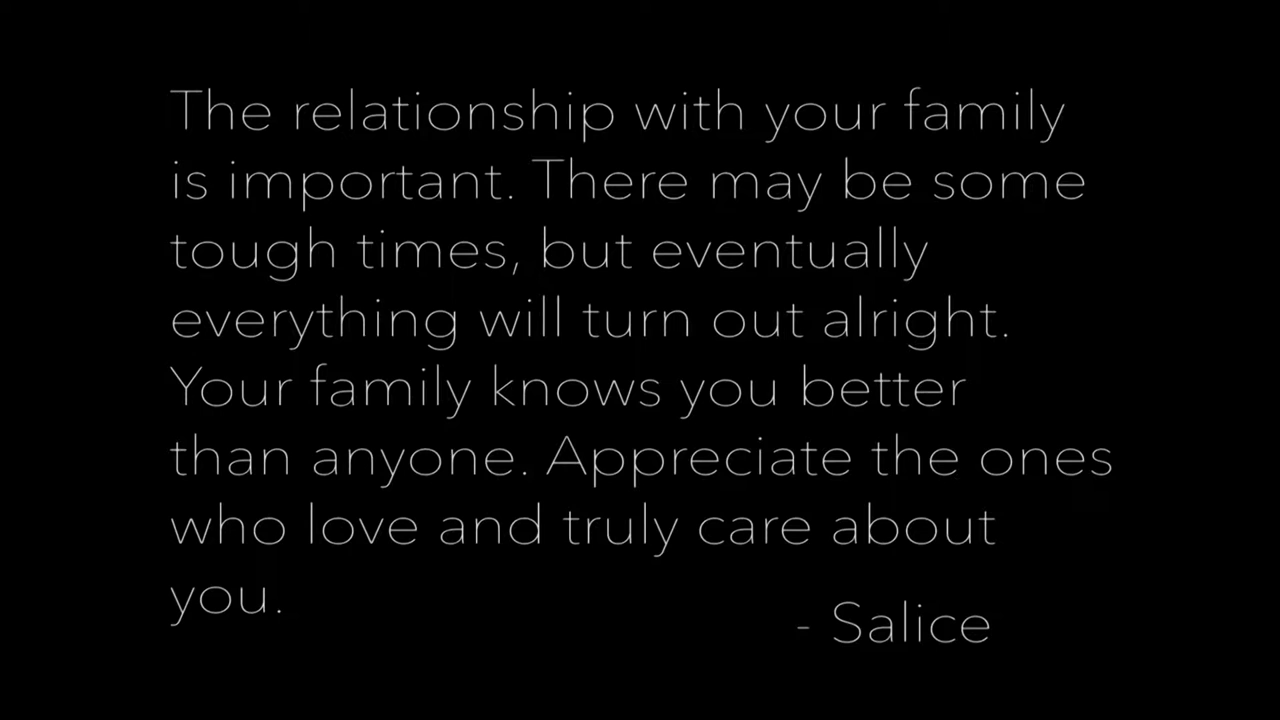 The relationship with your family
is important. There may be some
tough times, but eventually
everything will turn out alright.
Your family knows you better
than anyone. Appreciate the ones
who love and truly care about
you.
- Salice